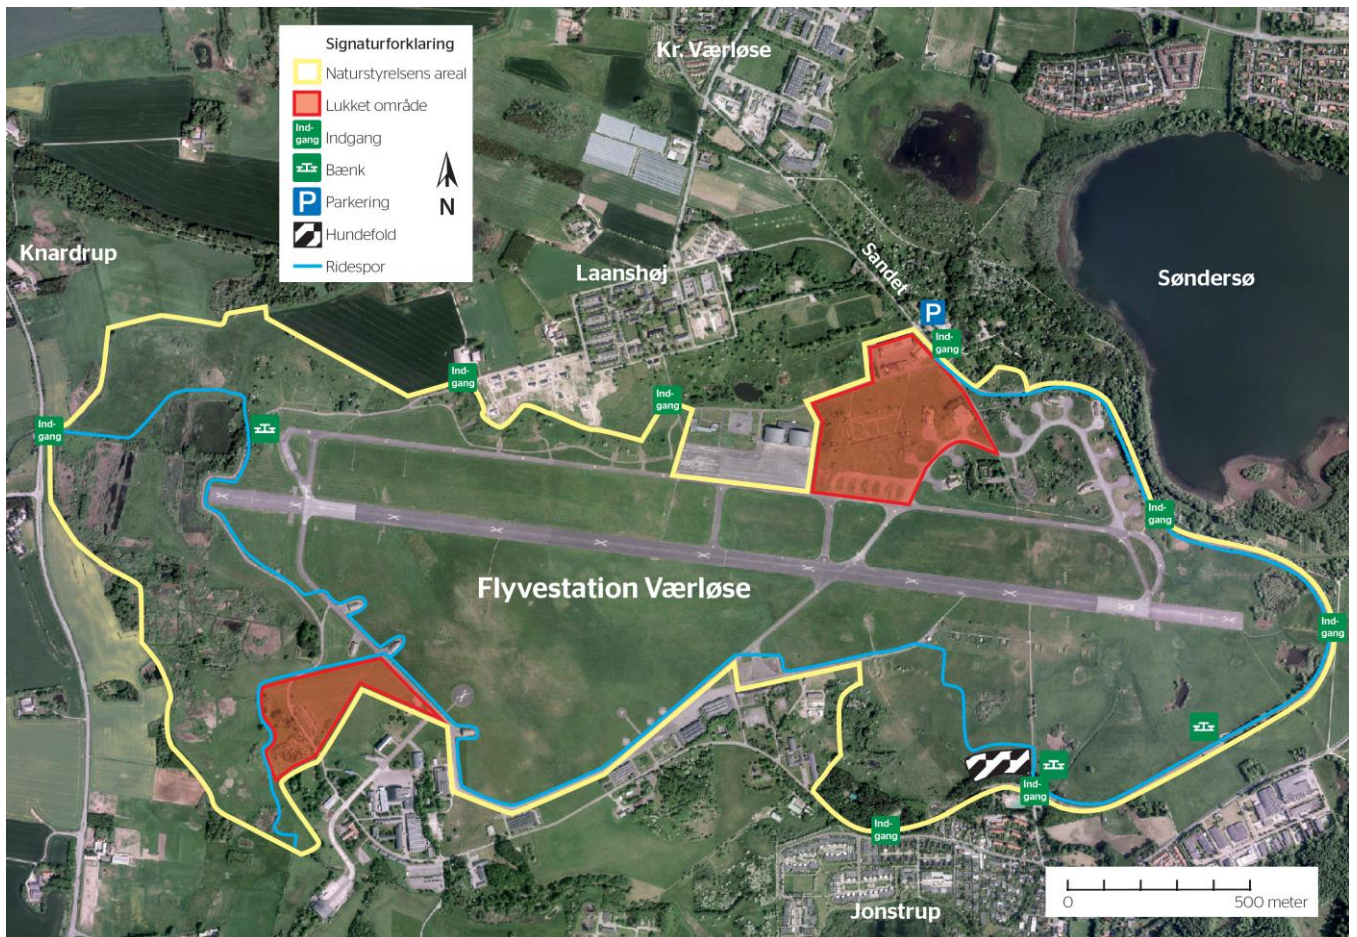 Signaturforklaring
Naturstyrelsens areal
Lukket område
Ind-
gang
Indgang
Bænk
P
Parkering
Hundefold
Ridespor
N
Kr. Værløse
Knardrup
Laanshøj
Sandet
Søndersø
P
Ind-
gang
Ind-
gang
Ind-
gang
Ind-
gang
Ind-
gang
Flyvestation Værløse
Ind-
gang
Ind-
gang
Ind-
gang
Jonstrup
0
500 meter